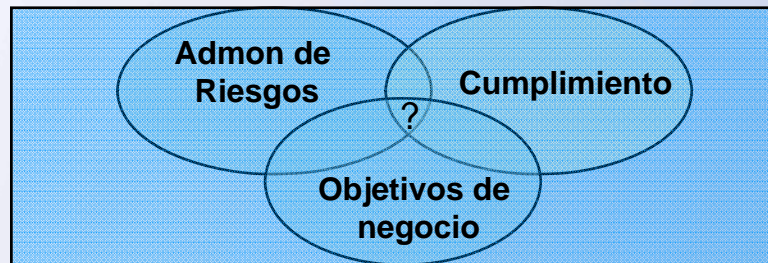 Admon de
Riesgos
Cumplimiento
?
Objetivos de
negocio